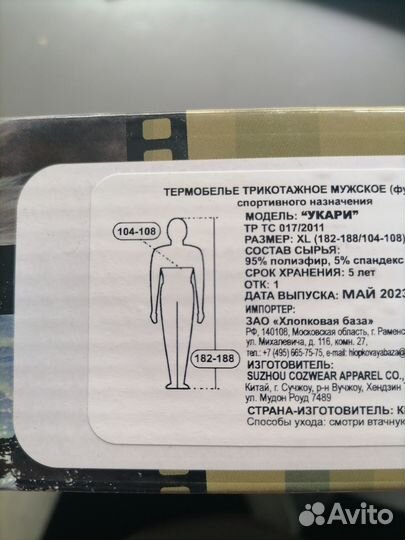 ТЕРМОБЕЛЬЕ ТРИКОТАЖНОЕ МУЖСКОЕ (фу
спортивного назначения
МОДЕЛЬ: "УКАРИ"
ТР ТС 017/2011
РАЗМЕР: XL (182-188/104-108)
СОСТАВ СЫРЬЯ:
95% полиэфир, 5% спандекс
СРОК ХРАНЕНИЯ: 5 лет
ОТК: 1
ДАТА ВЫПУСКА: МАЙ 2023
ИМПОРТЕР:
ЗАО «Хлопковая база»
РФ, 140108, Московская область, г. Раменс
ул. Михалевича, д. 116, комн. 27,
тел.: +7 (495) 665-75-75, e-mail: hlopkovayabaza@
ИЗГОТОВИТЕЛЬ:
SUZHOU COZWEAR APPAREL CO.,
Китай, г. Сучжоу, р-н Вучжоу, Хендзин
ул. Мудон Роуд 7489
СТРАНА-ИЗГОТОВИТЕЛЬ: К
Способы ухода: смотри втачную
104-108
182-188
Avito